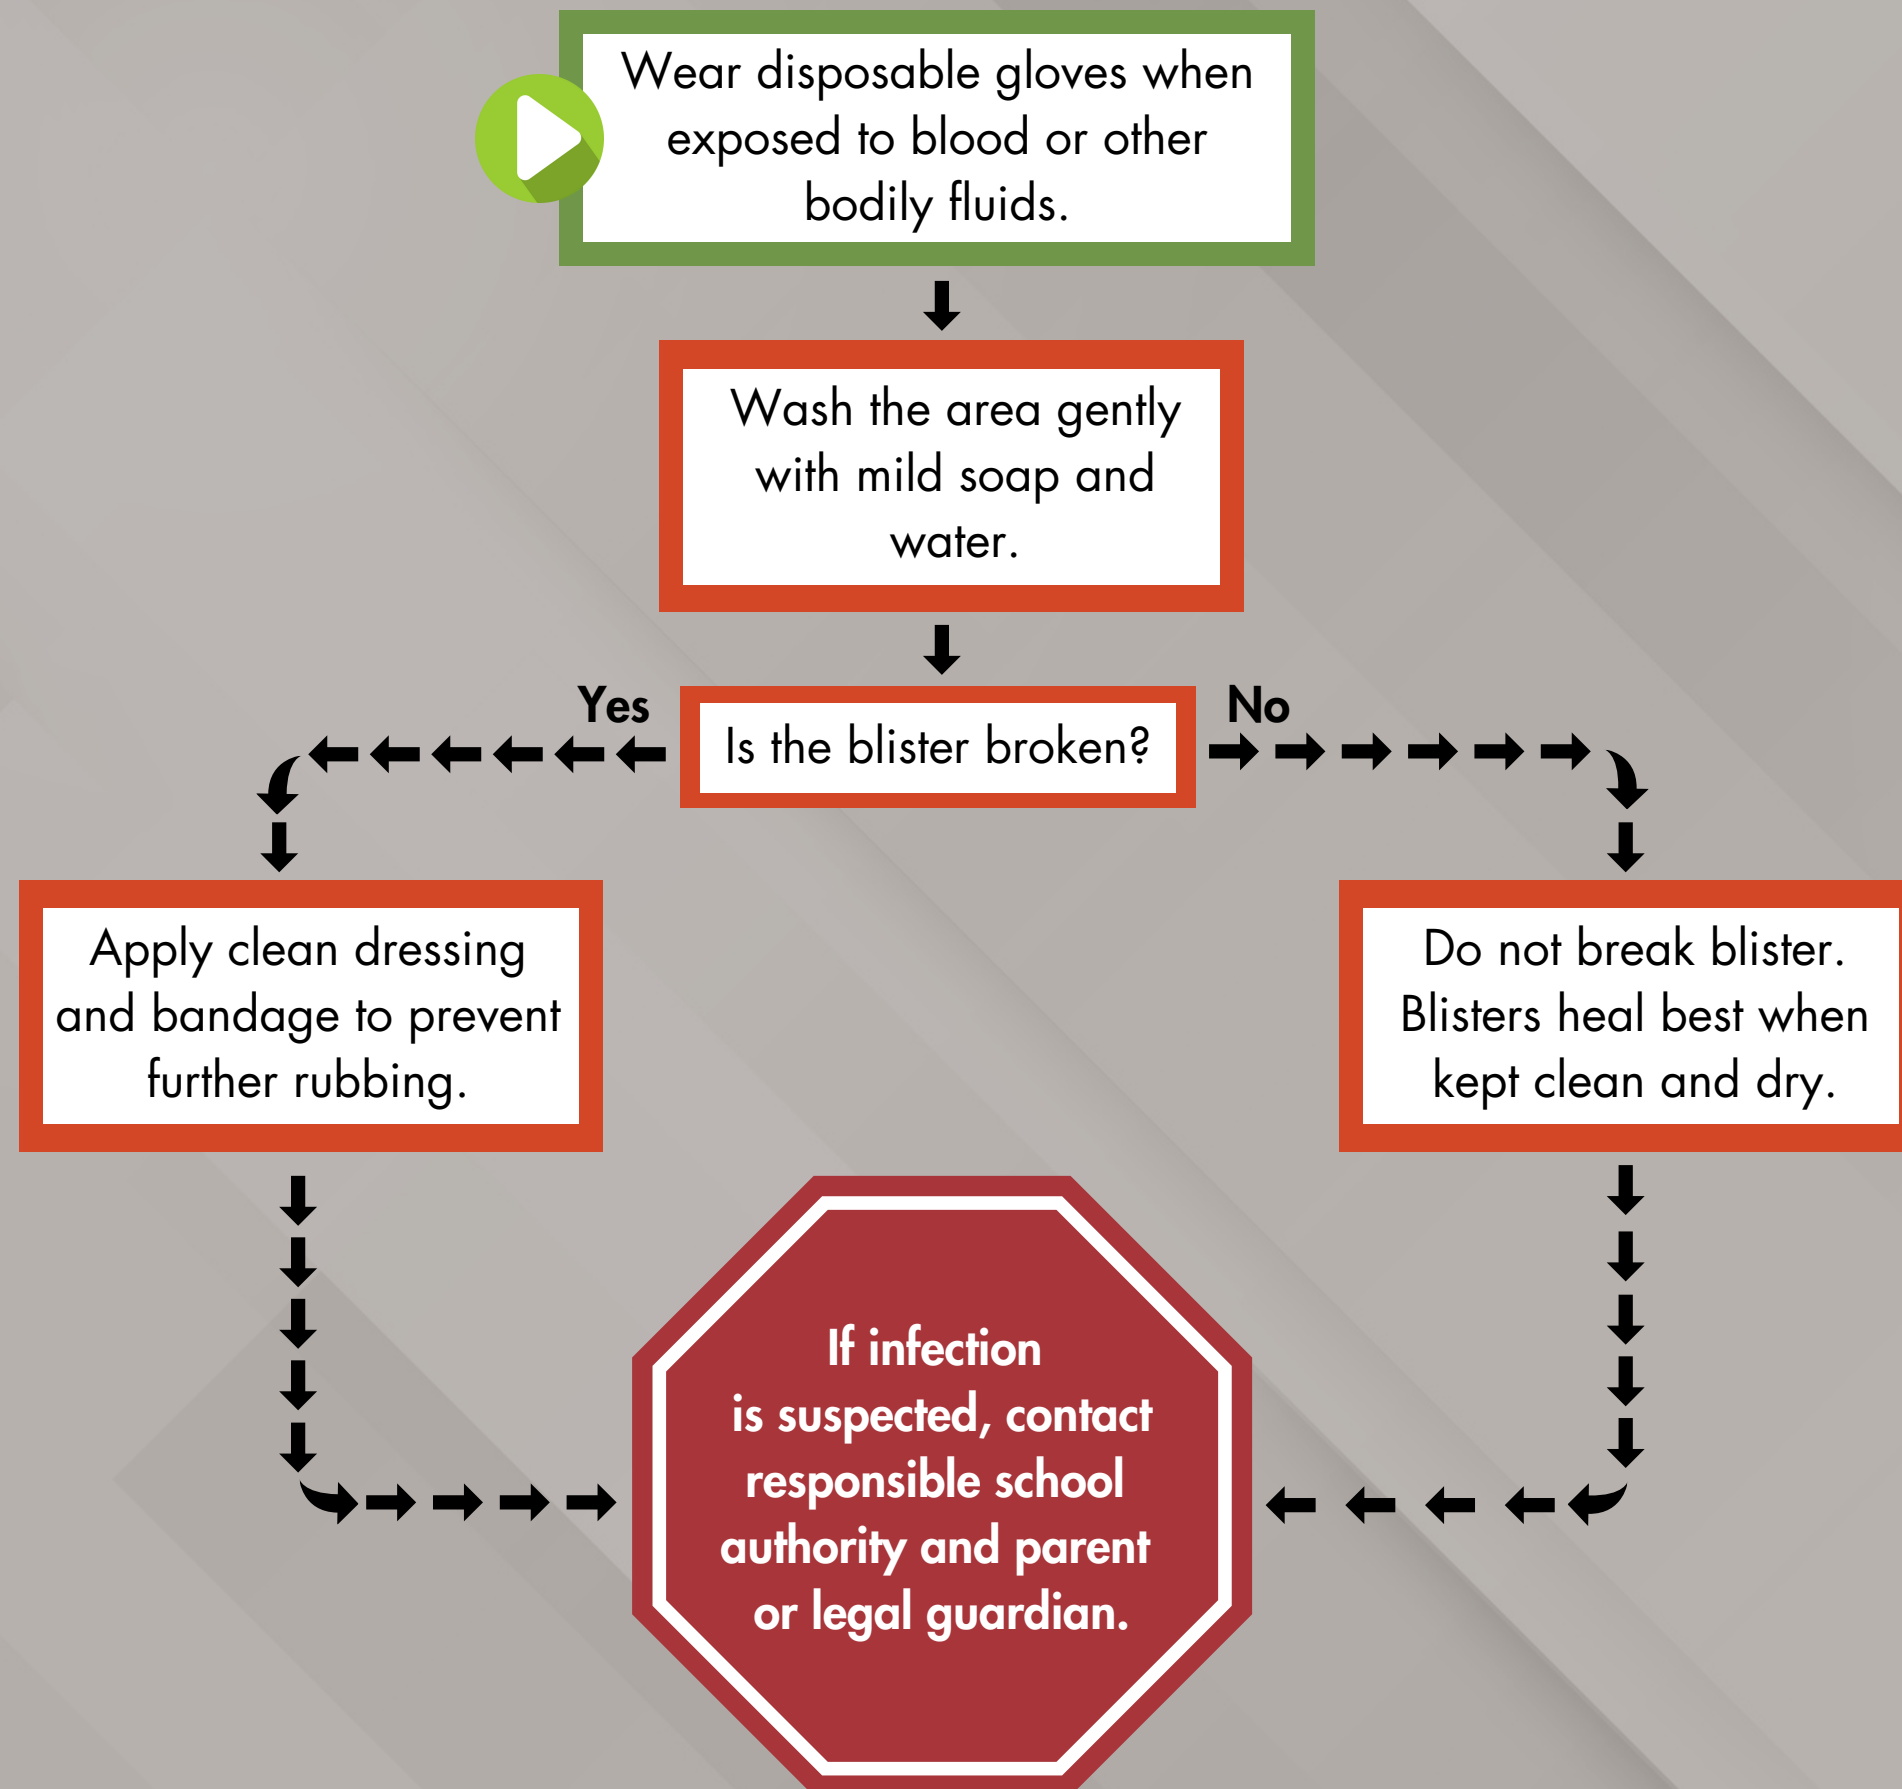 Wear disposable gloves when
exposed to blood or other
bodily fluids.
Wash the area gently
with mild soap and
water.
Yes
Is the blister broken?
No
Apply clean dressing
and bandage to prevent
further rubbing.
Do not break blister.
Blisters heal best when
kept clean and dry.
If infection
is suspected, contact
responsible school
authority and parent
or legal guardian.